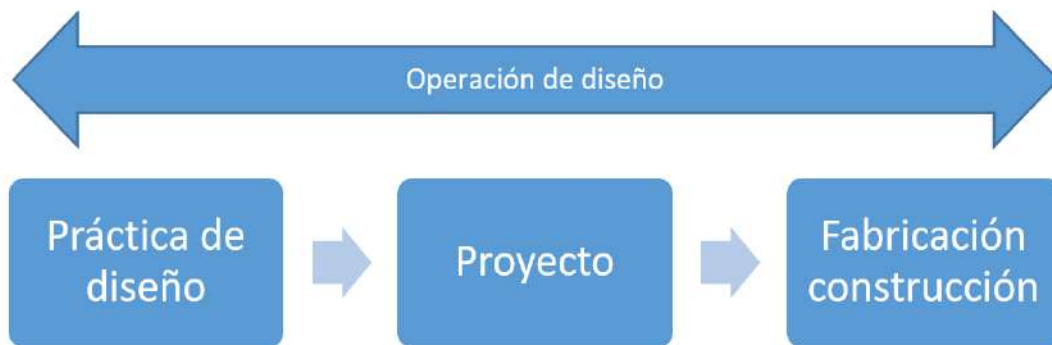 Operación de diseño
Práctica de
diseño
Proyecto
Fabricación
construcción